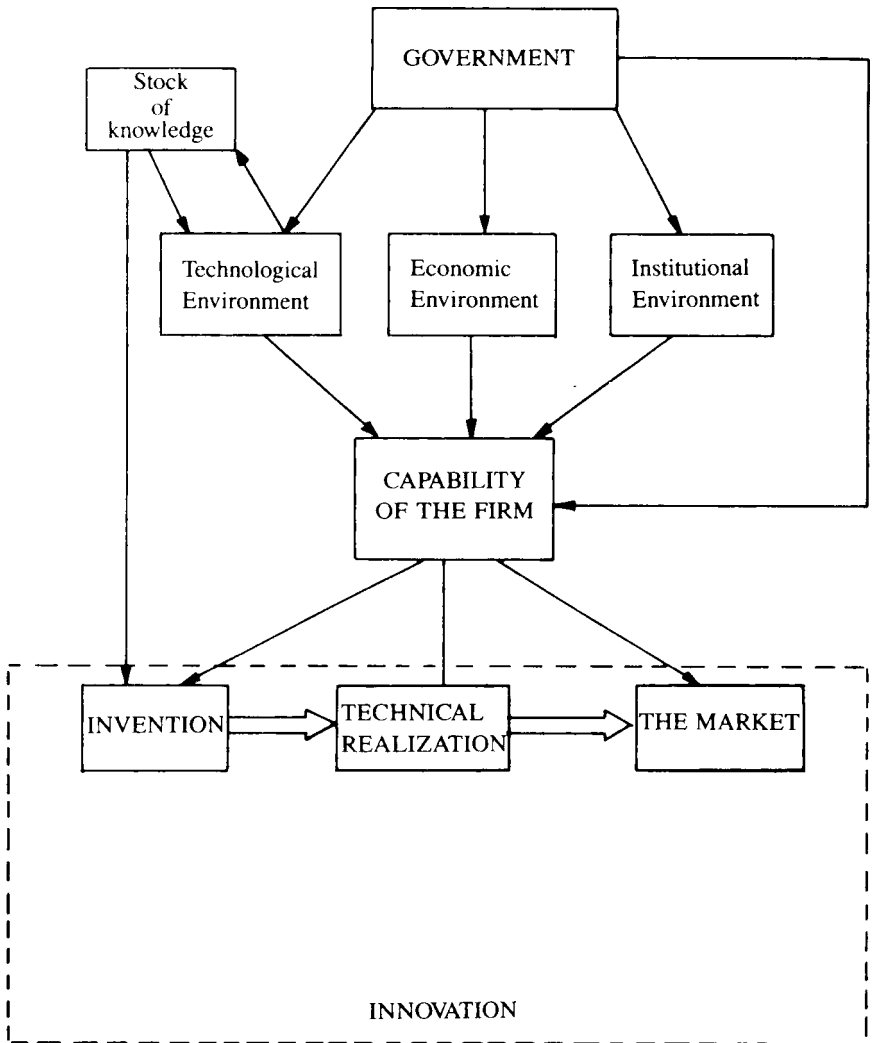 GOVERNMENT
Stock
of
knowledge
Technological
Environment
Economic
Environment
Institutional
Environment
CAPABILITY
OF THE FIRM
INVENTION
TECHNICAL
REALIZATION
THE MARKET
INNOVATION